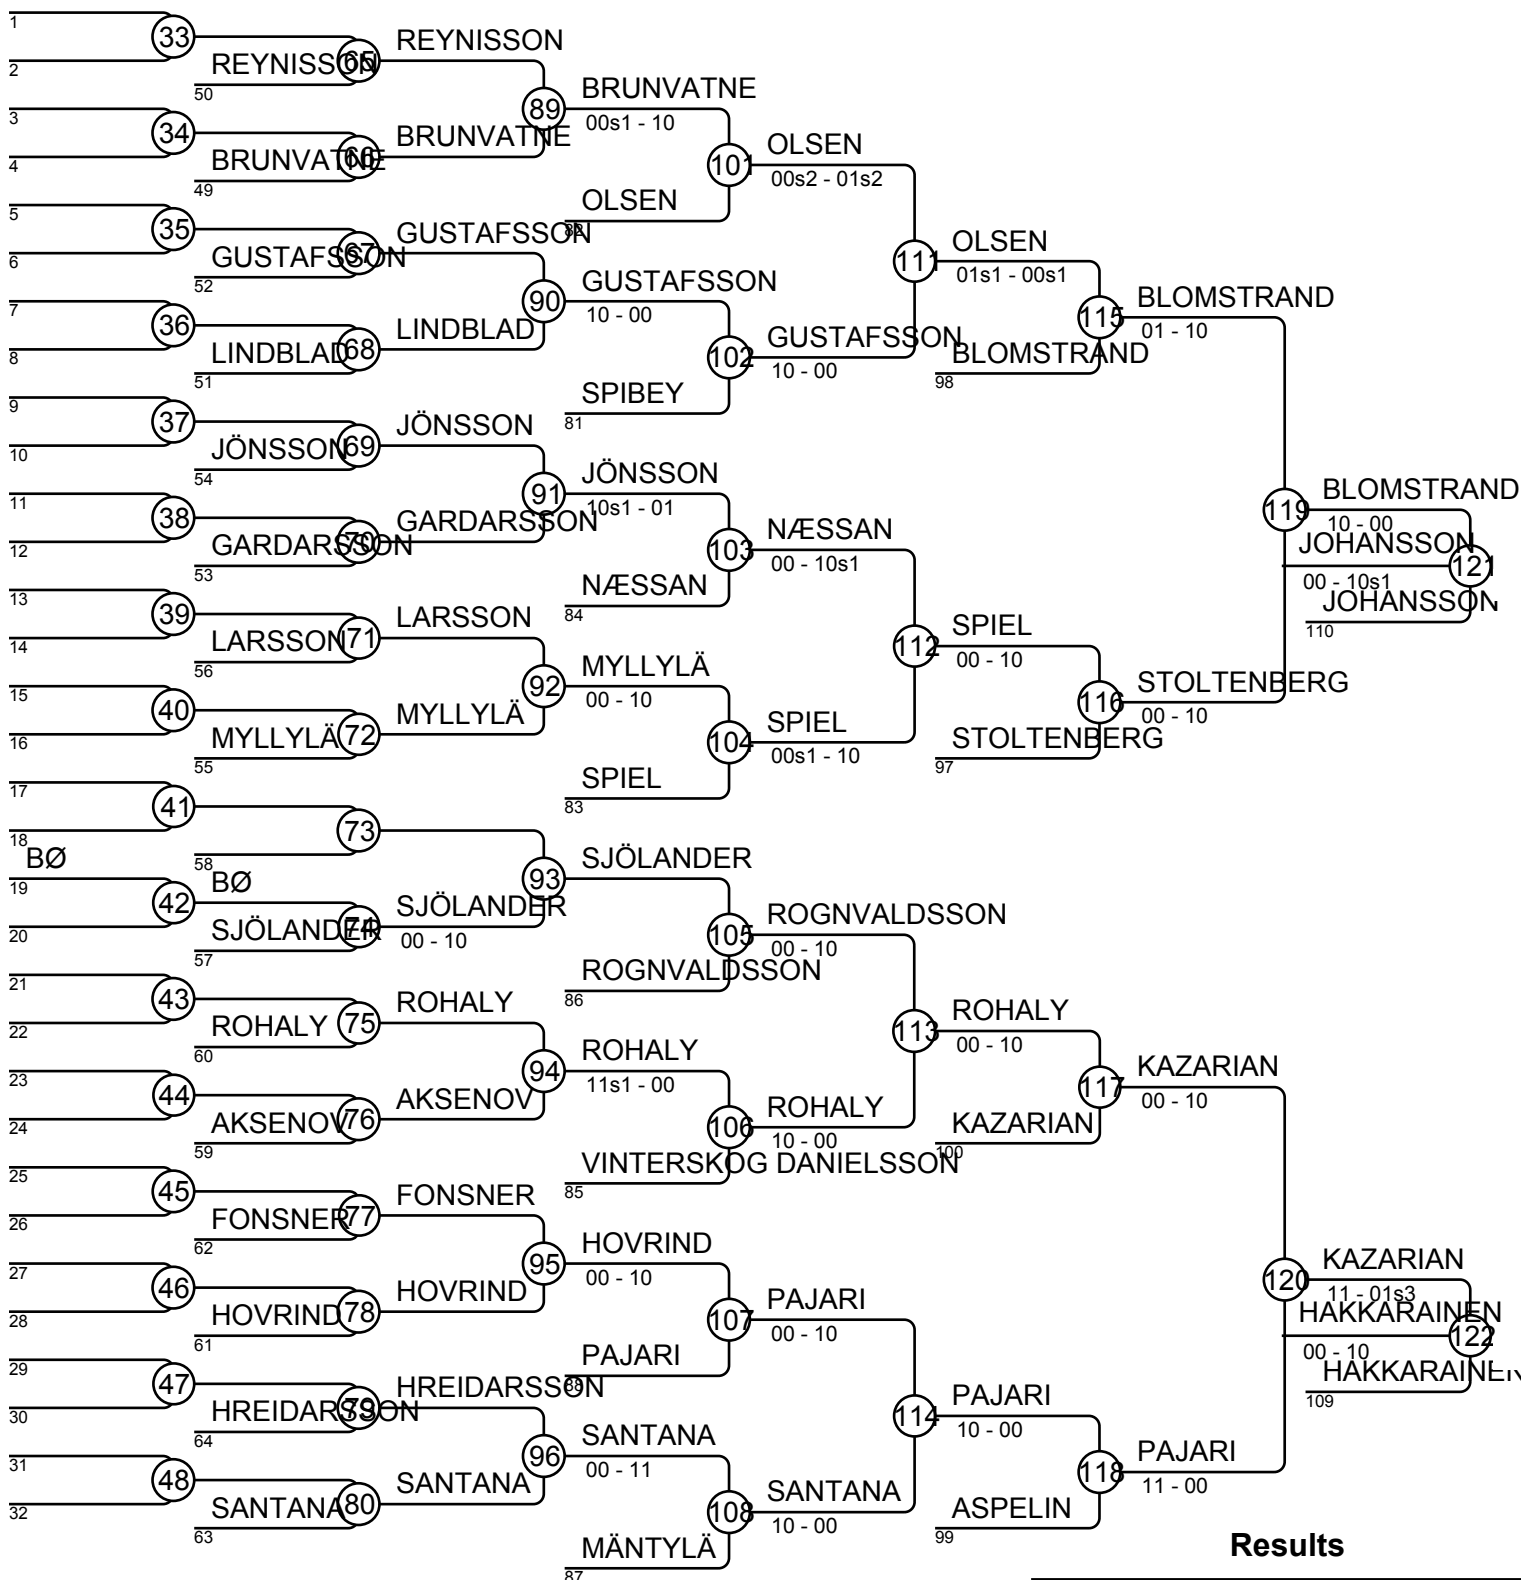 1
33
REYNISSON
65
REYNISSON
2
50
89
BRUNVATNE
00s1 - 10
3
34
BRUNVATNE
66
BRUNVATNE
4
49
101
OLSEN
00s2 - 01s2
5
35
OLSEN
82
6
GUSTAFSSON
67
GUSTAFSSON
52
111
OLSEN
01s1 - 00s1
7
36
90
GUSTAFSSON
10 - 00
8
LINDBLAD
68
LINDBLAD
51
102
GUSTAFSSON
10 - 00
115
BLOMSTRAND
01 - 10
BLOMSTRAND
98
9
37
SPIBEY
81
10
JÖNSSON
69
JÖNSSON
54
11
38
91
JÖNSSON
10s1 - 01
12
GARDARSSON
70
GARDARSSON
53
103
NÆSSAN
00 - 10s1
119
BLOMSTRAND
10 - 00
JOHANSSON
121
00 - 10s1
JOHANSSON
110
13
39
NÆSSAN
84
14
LARSSON
71
LARSSON
56
112
SPIEL
00 - 10
15
40
92
MYLLYLÄ
00 - 10
16
MYLLYLÄ
72
MYLLYLÄ
55
104
SPIEL
00s1 - 10
116
STOLTENBERG
00 - 10
STOLTENBERG
97
17
41
SPIEL
83
18
58
73
BØ
19
42
BØ
93
SJÖLANDER
20
SJÖLANDER
74
SJÖLANDER
00 - 10
57
105
ROGNVALDSSON
00 - 10
21
43
ROGNVALDSSON
86
22
ROHALY
75
ROHALY
60
113
ROHALY
00 - 10
23
44
94
ROHALY
11s1 - 00
24
AKSENOV
76
AKSENOV
59
106
ROHALY
10 - 00
117
KAZARIAN
00 - 10
KAZARIAN
100
25
45
VINTERSKOG DANIELSSON
85
26
FONSNER
77
FONSNER
62
27
46
95
HOVRIND
00 - 10
28
HOVRIND
78
HOVRIND
61
107
PAJARI
00 - 10
120
KAZARIAN
11 - 01s3
HAKKARAINEN
122
00 - 10
HAKKARAINEN
109
29
47
PAJARI
88
30
HREIDARSSON
79
HREIDARSSON
64
114
PAJARI
10 - 00
31
48
96
SANTANA
00 - 11
32
SANTANA
80
SANTANA
63
108
SANTANA
10 - 00
118
PAJARI
11 - 00
ASPELIN
99
MÄNTYLÄ
87
Results